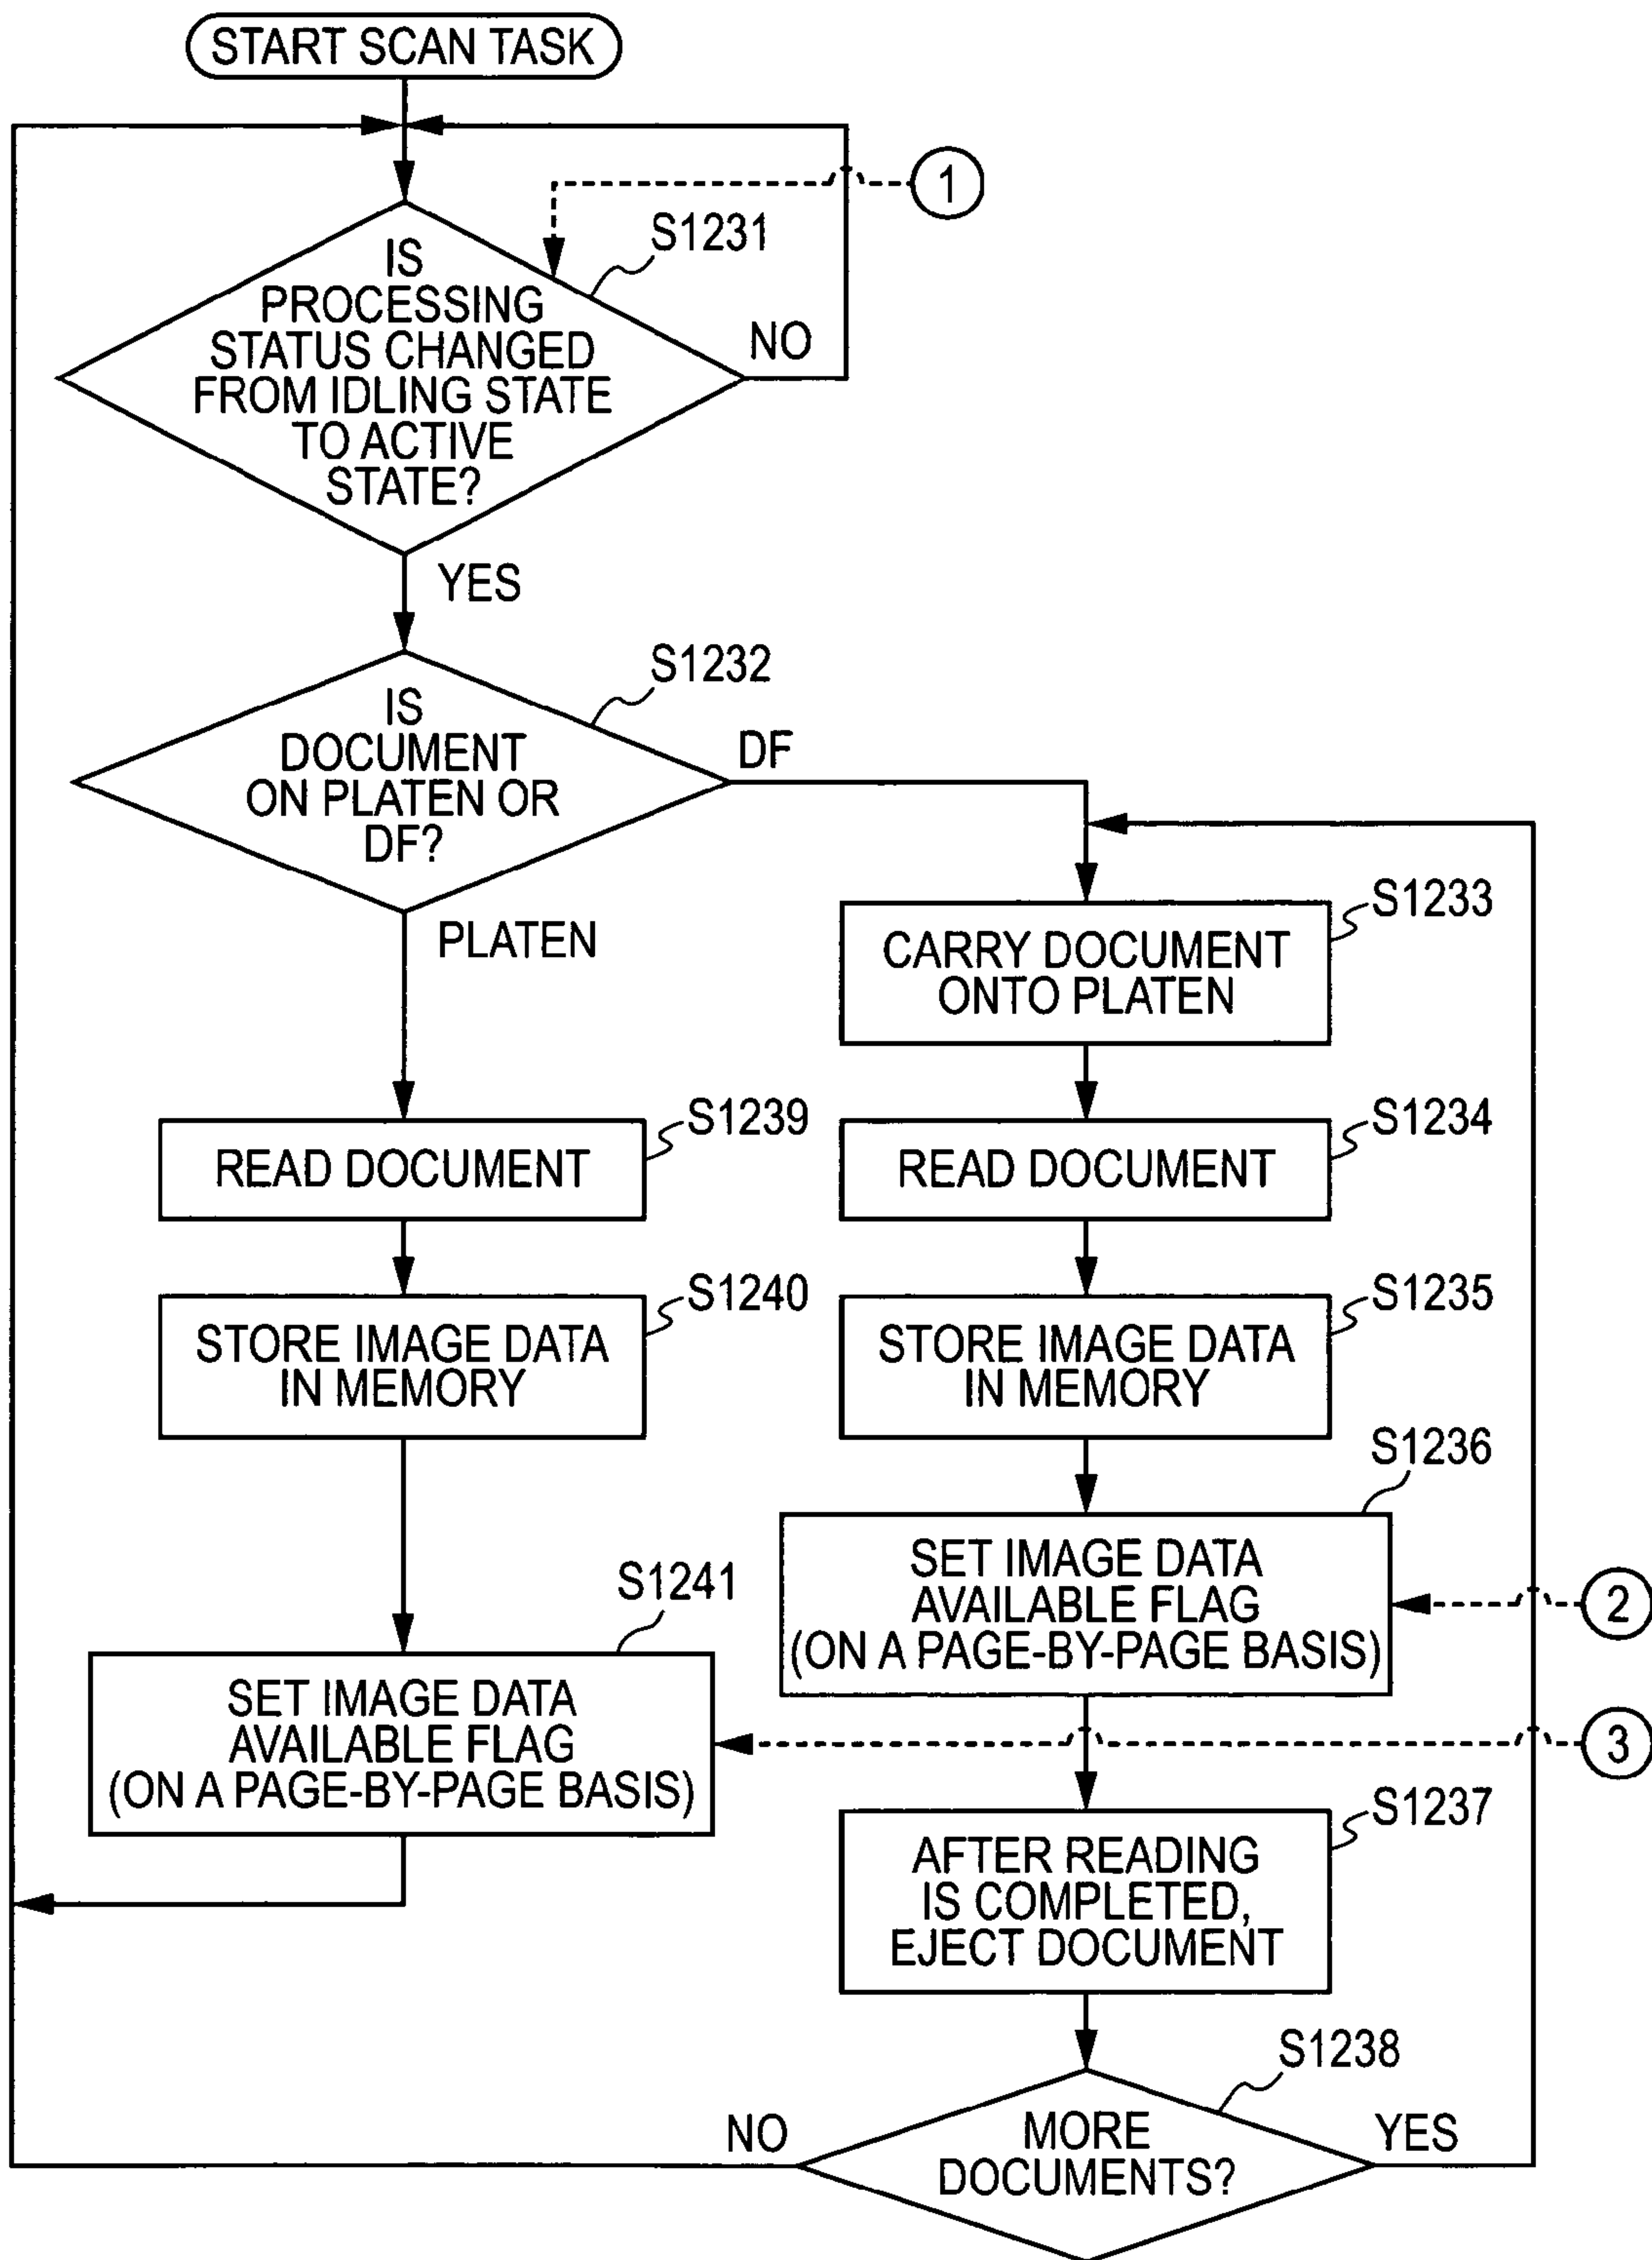 START SCAN TASK
1
S1231
IS
PROCESSING
STATUS CHANGED
FROM IDLING STATE
TO ACTIVE
STATE?
NO
YES
S1232
IS
DOCUMENT
ON PLATEN OR
DF?
DF
PLATEN
S1233
CARRY DOCUMENT
ONTO PLATEN
S1239
READ DOCUMENT
S1234
READ DOCUMENT
S1240
STORE IMAGE DATA
IN MEMORY
S1235
STORE IMAGE DATA
IN MEMORY
S1236
SET IMAGE DATA
AVAILABLE FLAG
(ON A PAGE-BY-PAGE BASIS)
2
S1241
SET IMAGE DATA
AVAILABLE FLAG
(ON A PAGE-BY-PAGE BASIS)
3
S1237
AFTER READING
IS COMPLETED,
EJECT DOCUMENT
S1238
MORE
DOCUMENTS?
NO
YES